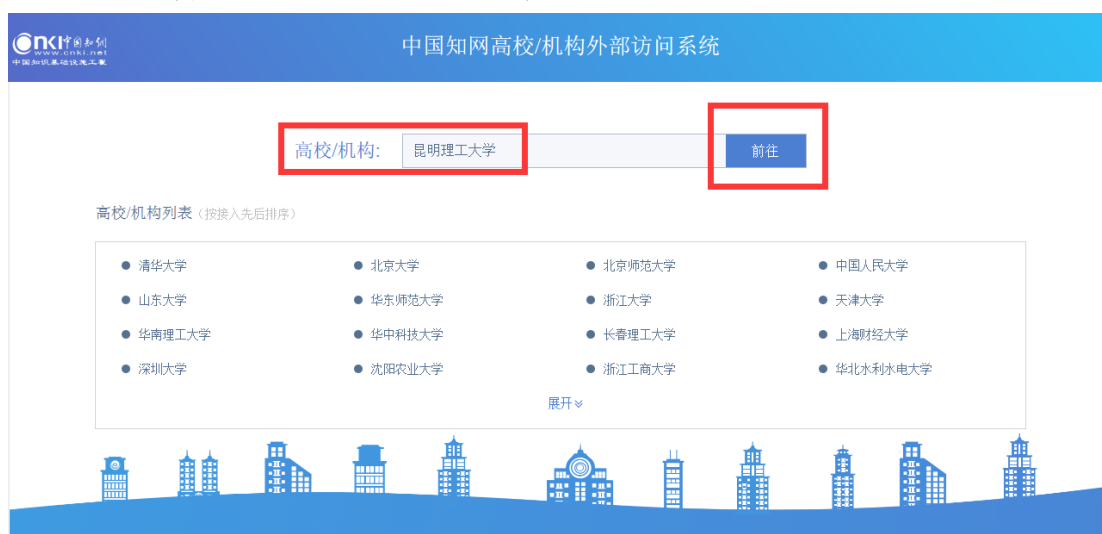 cnki中国知网
www.cnki.net
中国知识基础设施工程
中国知网高校/机构外部访问系统
高校/机构: 昆明理工大学 前往
高校/机构列表（按接入先后排序）
清华大学 北京大学 北京师范大学 中国人民大学
山东大学 华东师范大学 浙江大学 天津大学
华南理工大学 华中科技大学 长春理工大学 上海财经大学
深圳大学 沈阳农业大学 浙江工商大学 华北水利水电大学
展开